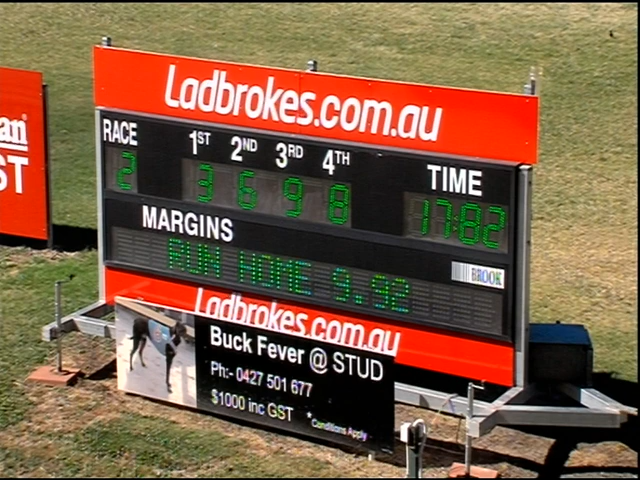 Ladbrokes.com.au
an
ST
RACE 1ST 2ND 3RD 4TH TIME
2 3 6 9 8 17:82
MARGINS
BROOK
RUN HOME 9.92
Ladbrokes.com.au
Buck Fever @ STUD
Ph:- 0427 501 677
$1000 inc GST *Conditions Apply